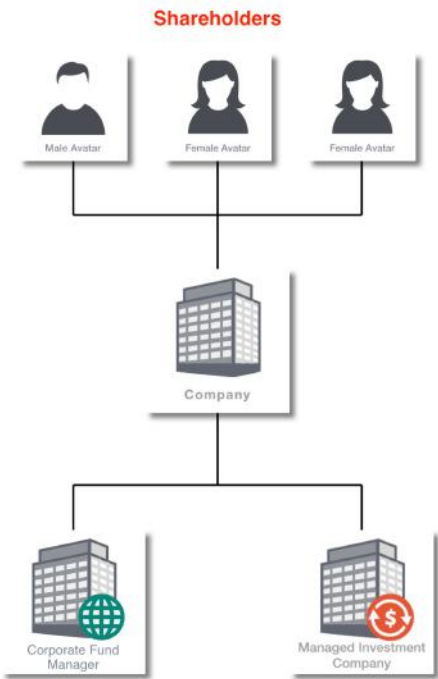 Shareholders
Male Avatar
Female Avatar
Female Avatar
Company
Corporate Fund
Manager
Managed Investment
Company
$